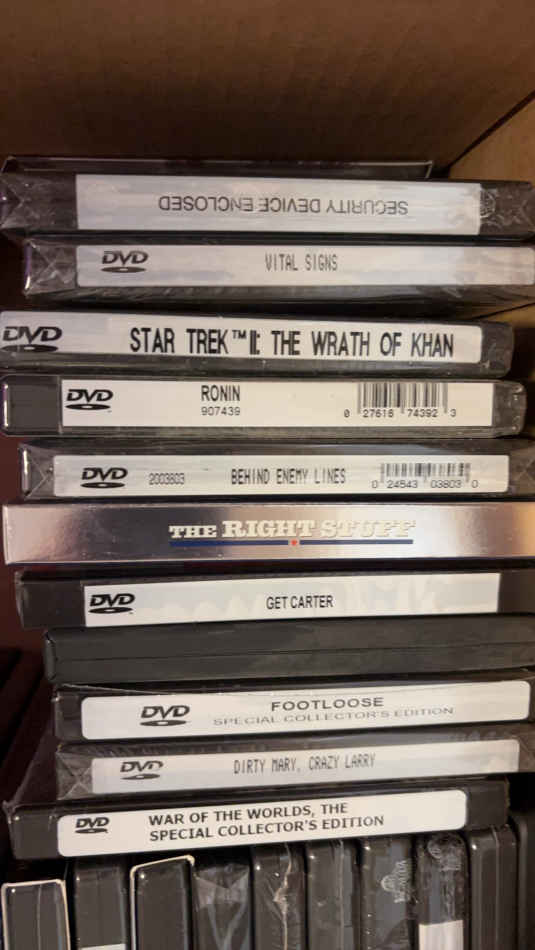 SECURITY DEVICE ENCLOSED
DVD VITAL SIGNS
DVD STAR TREK™ II: THE WRATH OF KHAN
DVD RONIN
907439
0 27616 74392 3
DVD 2003803 BEHIND ENEMY LINES
0 24543 03803 0
THE RIGHT STUFF
DVD GET CARTER
DVD FOOTLOOSE
SPECIAL COLLECTOR'S EDITION
DVD DIRTY MARY, CRAZY LARRY
DVD WAR OF THE WORLDS, THE
SPECIAL COLLECTOR'S EDITION